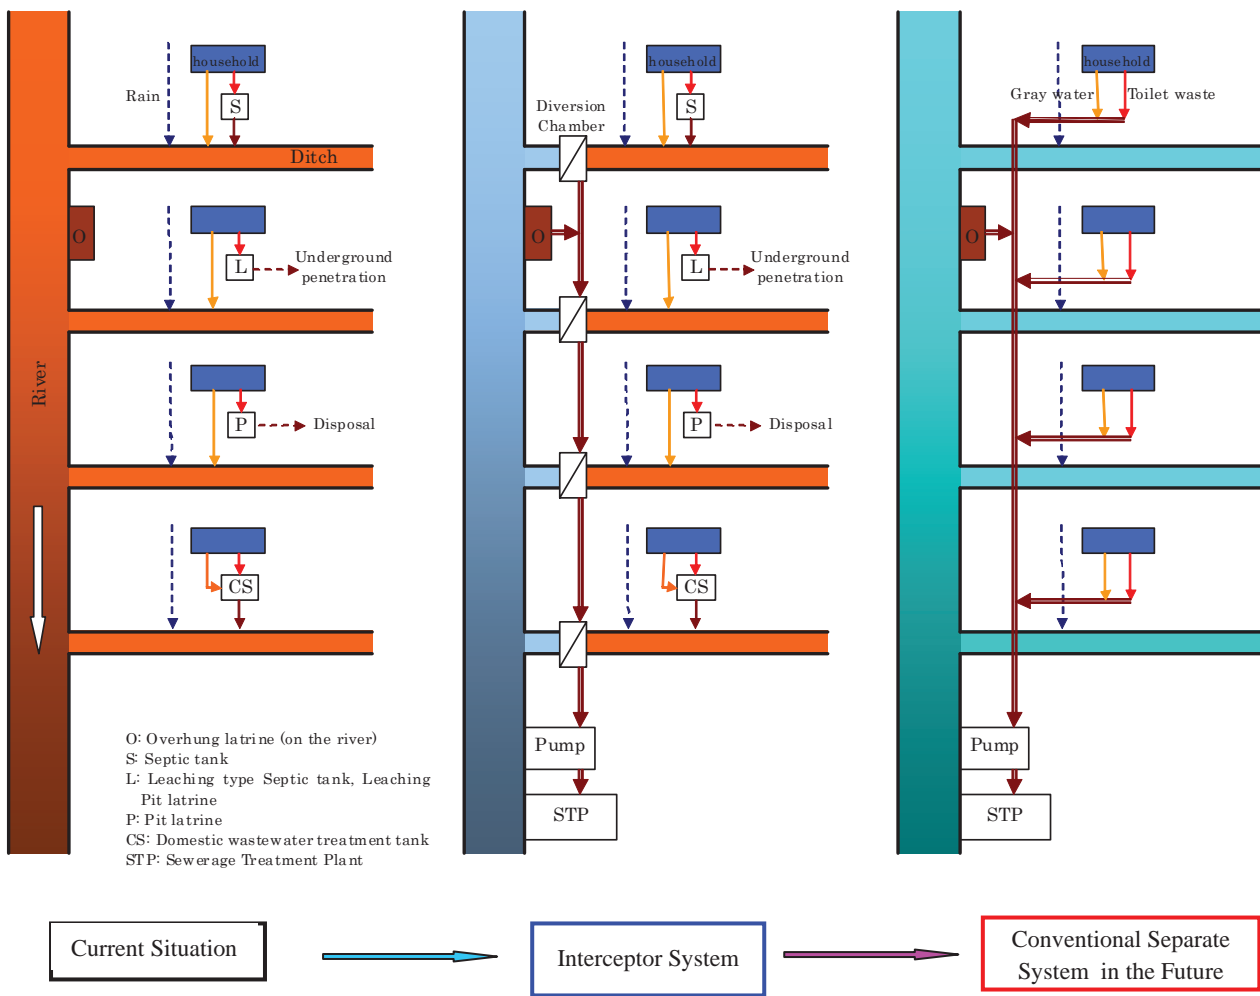 household
Rain
S
Ditch
O
L
Underground
penetration
River
P
Disposal
CS
O: Overhung latrine (on the river)
S: Septic tank
L: Leaching type Septic tank, Leaching
Pit latrine
P: Pit latrine
CS: Domestic wastewater treatment tank
STP: Sewerage Treatment Plant
household
Diversion
Chamber
S
O
L
Underground
penetration
P
Disposal
CS
Pump
STP
household
Gray water
Toilet waste
O
Pump
STP
Current Situation
Interceptor System
Conventional Separate
System in the Future